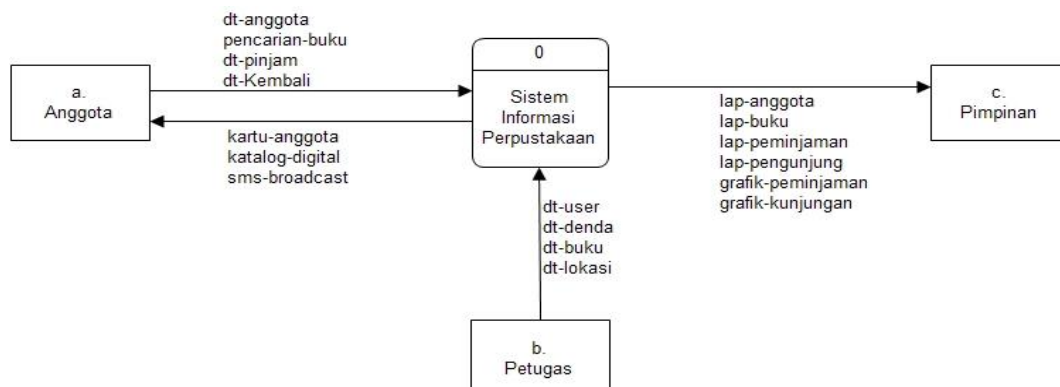 dt-anggota
pencarian-buku
dt-pinjam
dt-Kembali
a.
Anggota
kartu-anggota
katalog-digital
sms-broadcast
0
Sistem
Informasi
Perpustakaan
c.
Pimpinan
lap-anggota
lap-buku
lap-peminjaman
lap-pengunjung
grafik-peminjaman
grafik-kunjungan
dt-user
dt-denda
dt-buku
dt-lokasi
b.
Petugas